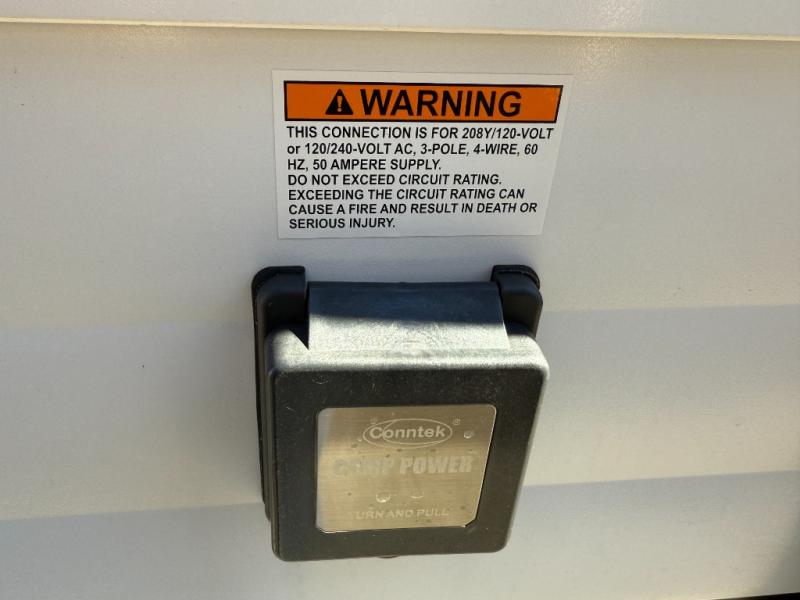 WARNING
THIS CONNECTION IS FOR 208Y/120-VOLT
or 120/240-VOLT AC, 3-POLE, 4-WIRE, 60
HZ, 50 AMPERE SUPPLY.
DO NOT EXCEED CIRCUIT RATING.
EXCEEDING THE CIRCUIT RATING CAN
CAUSE A FIRE AND RESULT IN DEATH OR
SERIOUS INJURY.
Conntek®
CAMP POWER
TURN AND PULL